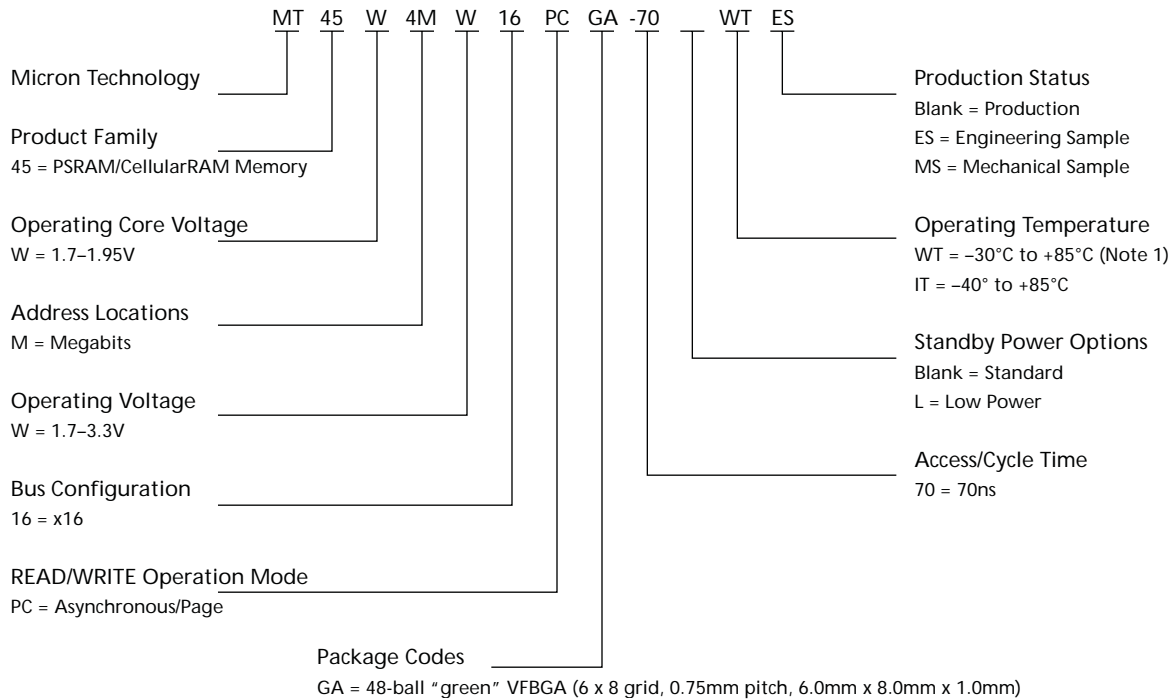 MT 45 W 4M W 16 PC GA -70 WT ES
Micron Technology
Product Family
45 = PSRAM/CellularRAM Memory
Operating Core Voltage
W = 1.7–1.95V
Address Locations
M = Megabits
Operating Voltage
W = 1.7–3.3V
Bus Configuration
16 = x16
READ/WRITE Operation Mode
PC = Asynchronous/Page
Package Codes
GA = 48-ball “green” VFBGA (6 x 8 grid, 0.75mm pitch, 6.0mm x 8.0mm x 1.0mm)
Production Status
Blank = Production
ES = Engineering Sample
MS = Mechanical Sample
Operating Temperature
WT = –30°C to +85°C (Note 1)
IT = –40° to +85°C
Standby Power Options
Blank = Standard
L = Low Power
Access/Cycle Time
70 = 70ns